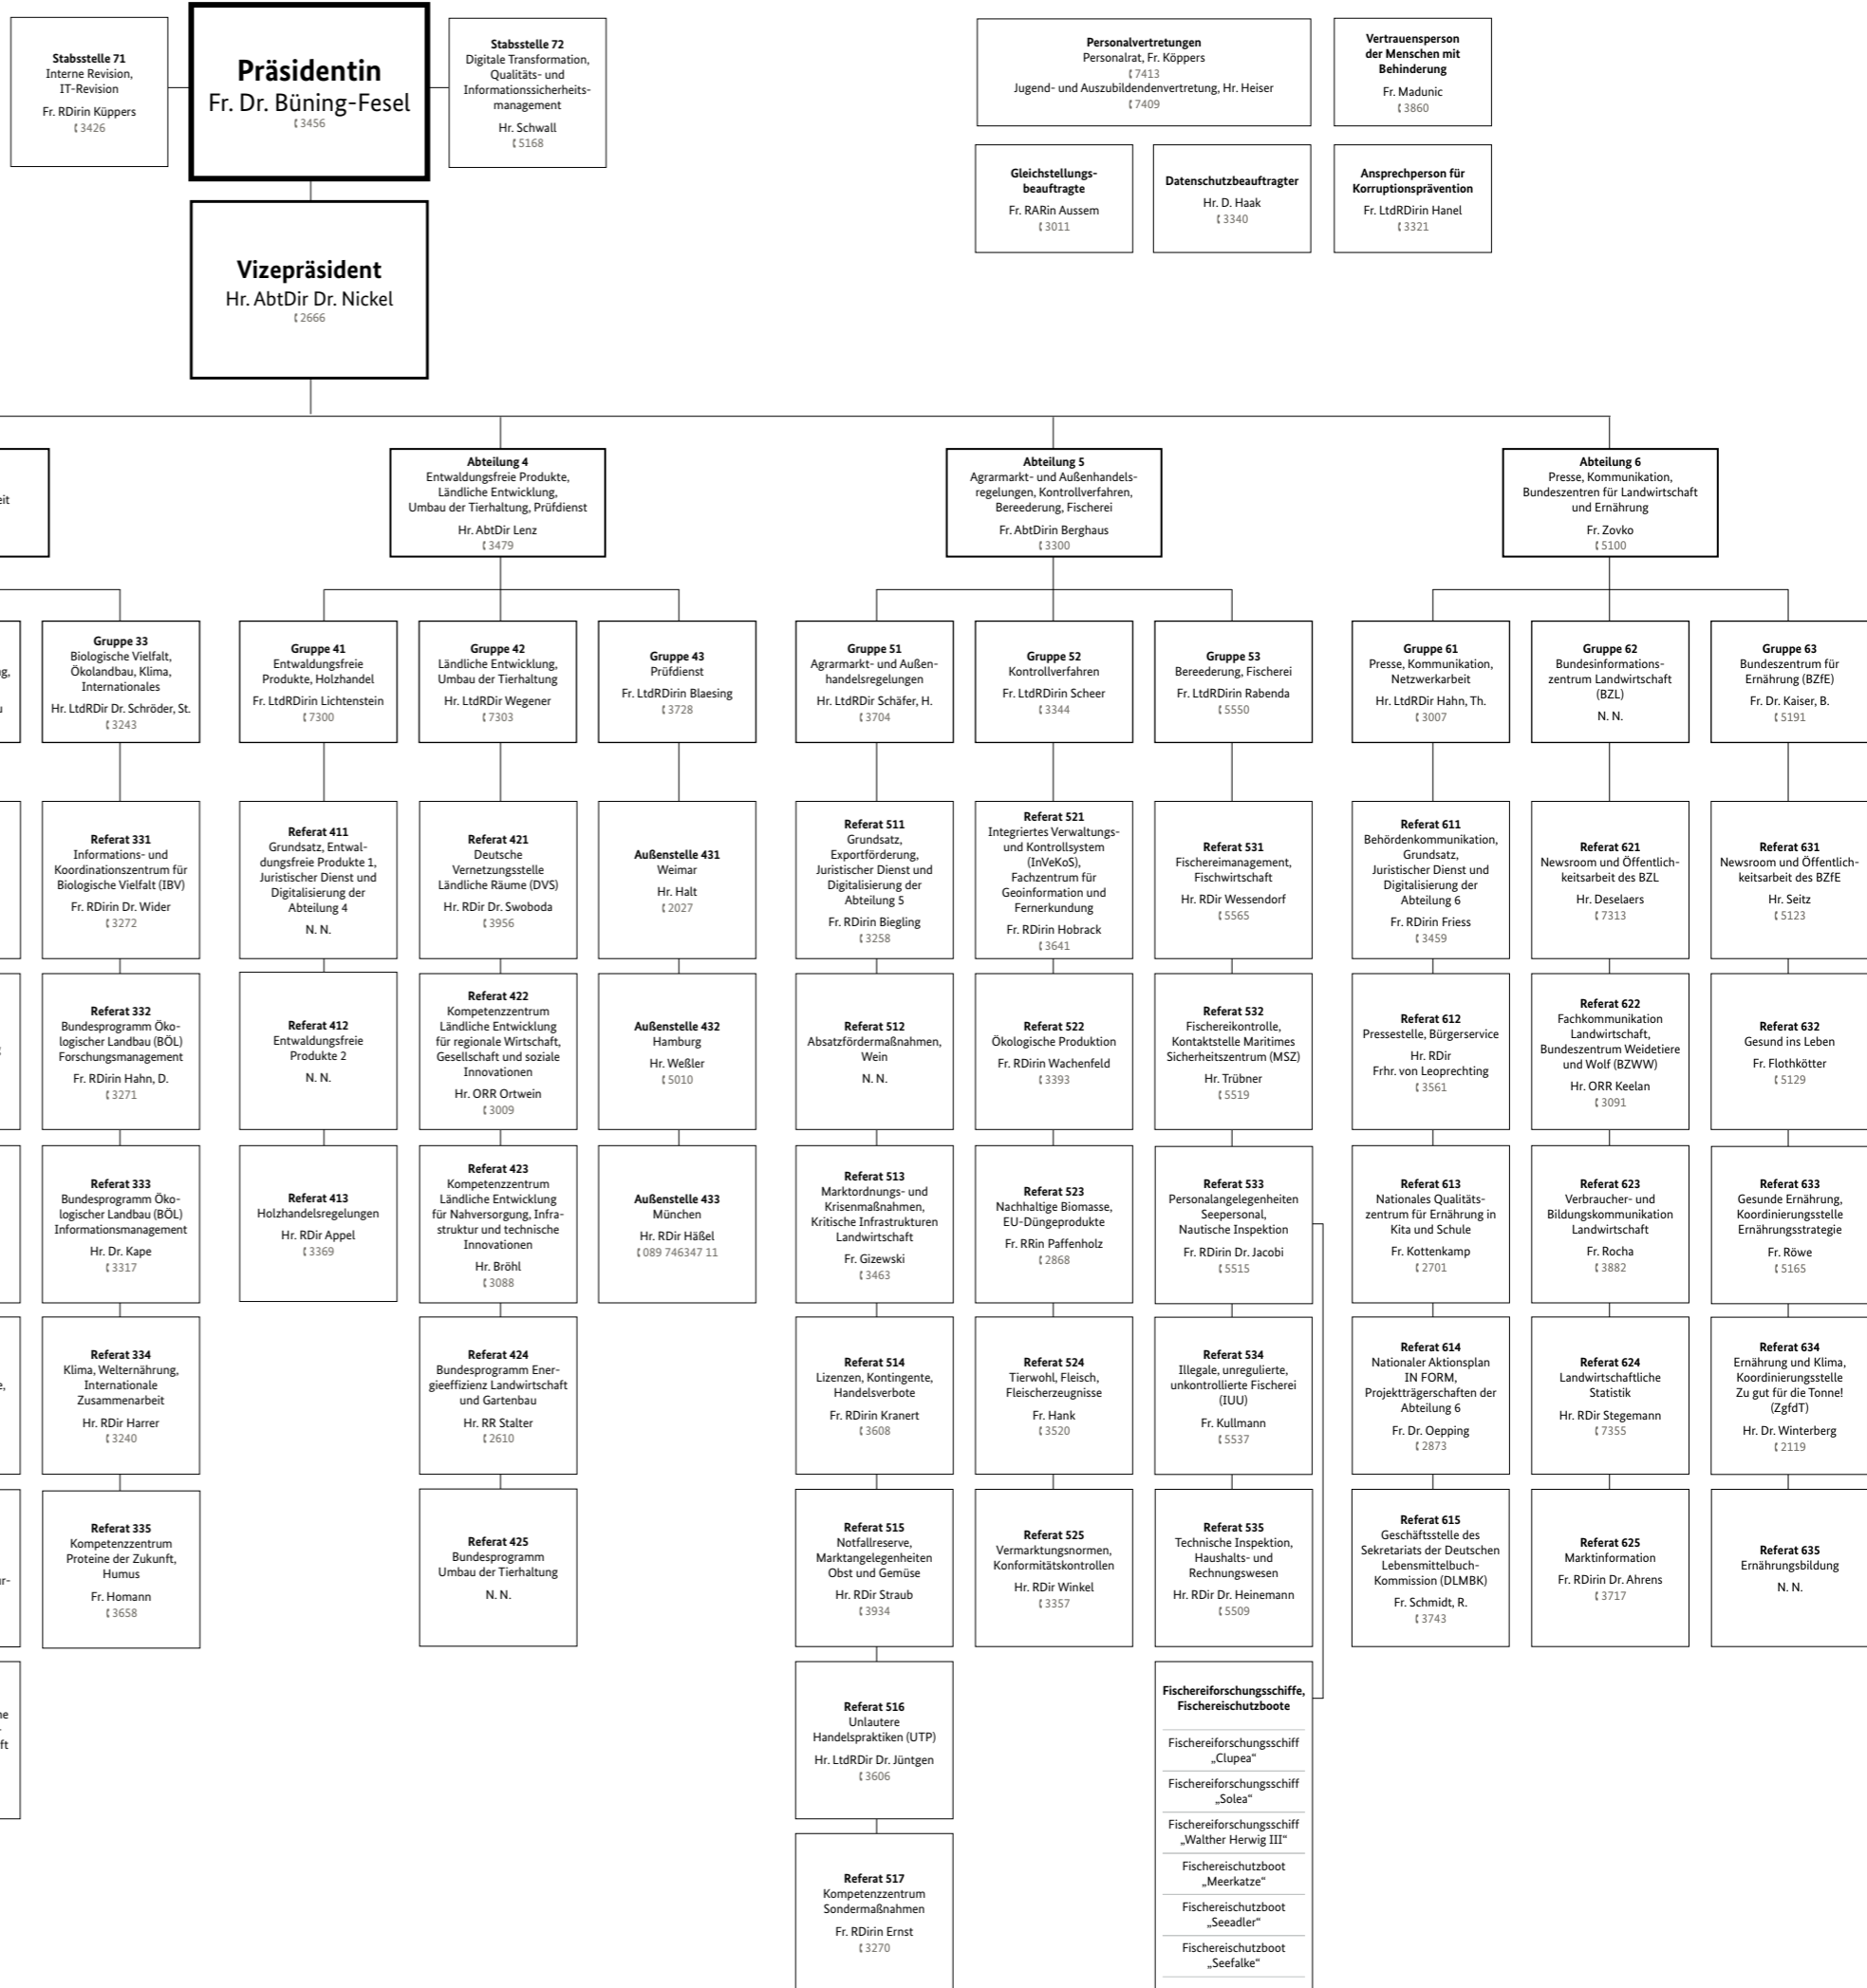 Stabsstelle 71
Interne Revision,
IT-Revision
Fr. RDirin Küppers
3426
Präsidentin
Fr. Dr. Büning-Fesel
3456
Stabsstelle 72
Digitale Transformation,
Qualitäts- und
Informationssicherheits-
management
Hr. Schwall
5168
Personalvertretungen
Personalrat, Fr. Köppers
7413
Jugend- und Auszubildendenvertretung, Hr. Heiser
7409
Vertrauensperson
der Menschen mit
Behinderung
Fr. Madunic
3860
Gleichstellungs-
beauftragte
Fr. RARin Aussem
3011
Datenschutzbeauftragter
Hr. D. Haak
3340
Ansprechperson für
Korruptionsprävention
Fr. LtdRDirin Hanel
3321
Vizepräsident
Hr. AbtDir Dr. Nickel
2666
eit
Abteilung 4
Entwaldungsfreie Produkte,
Ländliche Entwicklung,
Umbau der Tierhaltung, Prüfdienst
Hr. AbtDir Lenz
3479
Abteilung 5
Agrarmarkt- und Außenhandels-
regelungen, Kontrollverfahren,
Bereederung, Fischerei
Fr. AbtDirin Berghaus
3300
Abteilung 6
Presse, Kommunikation,
Bundeszentren für Landwirtschaft
und Ernährung
Fr. Zovko
5100
Gruppe 33
Biologische Vielfalt,
Ökolandbau, Klima,
Internationales
Hr. LtdRDir Dr. Schröder, St.
3243
Gruppe 41
Entwaldungsfreie
Produkte, Holzhandel
Fr. LtdRDirin Lichtenstein
7300
Gruppe 42
Ländliche Entwicklung,
Umbau der Tierhaltung
Hr. LtdRDir Wegener
7303
Gruppe 43
Prüfdienst
Fr. LtdRDirin Blaesing
3728
Gruppe 51
Agrarmarkt- und Außen-
handelsregelungen
Hr. LtdRDir Schäfer, H.
3704
Gruppe 52
Kontrollverfahren
Fr. LtdRDirin Scheer
3344
Gruppe 53
Bereederung, Fischerei
Fr. LtdRDirin Rabenda
5550
Gruppe 61
Presse, Kommunikation,
Netzwerkarbeit
Hr. LtdRDir Hahn, Th.
3007
Gruppe 62
Bundesinformations-
zentrum Landwirtschaft
(BZL)
N. N.
Gruppe 63
Bundeszentrum für
Ernährung (BZfE)
Fr. Dr. Kaiser, B.
5191
Referat 331
Informations- und
Koordinationszentrum für
Biologische Vielfalt (IBV)
Fr. RDirin Dr. Wider
3272
Referat 411
Grundsatz, Entwal-
dungsfreie Produkte 1,
Juristischer Dienst und
Digitalisierung der
Abteilung 4
N. N.
Referat 421
Deutsche
Vernetzungsstelle
Ländliche Räume (DVS)
Hr. RDir Dr. Swoboda
3956
Außenstelle 431
Weimar
Hr. Halt
2027
Referat 511
Grundsatz,
Exportförderung,
Juristischer Dienst und
Digitalisierung der
Abteilung 5
Fr. RDirin Biegling
3258
Referat 521
Integriertes Verwaltungs-
und Kontrollsystem
(InVeKoS),
Fachzentrum für
Geoinformation und
Fernerkundung
Fr. RDirin Hobrack
3641
Referat 531
Fischereimanagement,
Fischwirtschaft
Hr. RDir Wessendorf
5565
Referat 611
Behördenkommunikation,
Grundsatz,
Juristischer Dienst und
Digitalisierung der
Abteilung 6
Fr. RDirin Friess
3459
Referat 621
Newsroom und Öffentlich-
keitsarbeit des BZL
Hr. Deselaers
7313
Referat 631
Newsroom und Öffentlich-
keitsarbeit des BZfE
Hr. Seitz
5123
Referat 332
Bundesprogramm Öko-
logischer Landbau (BÖL)
Forschungsmanagement
Fr. RDirin Hahn, D.
3271
Referat 412
Entwaldungsfreie
Produkte 2
N. N.
Referat 422
Kompetenzzentrum
Ländliche Entwicklung
für regionale Wirtschaft,
Gesellschaft und soziale
Innovationen
Hr. ORR Ortwein
3009
Außenstelle 432
Hamburg
Hr. Weßler
5010
Referat 512
Absatzfördermaßnahmen,
Wein
N. N.
Referat 522
Ökologische Produktion
Fr. RDirin Wachenfeld
3393
Referat 532
Fischereikontrolle,
Kontaktstelle Maritimes
Sicherheitszentrum (MSZ)
Hr. Trübner
5519
Referat 612
Pressestelle, Bürgerservice
Hr. RDir
Frhr. von Leoprechting
3561
Referat 622
Fachkommunikation
Landwirtschaft,
Bundeszentrum Weidetiere
und Wolf (BZWW)
Hr. ORR Keelan
3091
Referat 632
Gesund ins Leben
Fr. Flothkötter
5129
Referat 333
Bundesprogramm Öko-
logischer Landbau (BÖL)
Informationsmanagement
Hr. Dr. Kape
3317
Referat 413
Holzhandelsregelungen
Hr. RDir Appel
3369
Referat 423
Kompetenzzentrum
Ländliche Entwicklung
für Nahversorgung, Infra-
struktur und technische
Innovationen
Hr. Bröhl
3088
Außenstelle 433
München
Hr. RDir Häßel
089 746347 11
Referat 513
Marktordnungs- und
Krisenmaßnahmen,
Kritische Infrastrukturen
Landwirtschaft
Fr. Gizewski
3463
Referat 523
Nachhaltige Biomasse,
EU-Düngeprodukte
Fr. RRin Paffenholz
2868
Referat 533
Personalangelegenheiten
Seepersonal,
Nautische Inspektion
Fr. RDirin Dr. Jacobi
5515
Referat 613
Nationales Qualitäts-
zentrum für Ernährung in
Kita und Schule
Fr. Kottenkamp
2701
Referat 623
Verbraucher- und
Bildungskommunikation
Landwirtschaft
Fr. Rocha
3882
Referat 633
Gesunde Ernährung,
Koordinierungsstelle
Ernährungsstrategie
Fr. Röwe
5165
Referat 334
Klima, Welternährung,
Internationale
Zusammenarbeit
Hr. RDir Harrer
3240
Referat 424
Bundesprogramm Ener-
gieeffizienz Landwirtschaft
und Gartenbau
Hr. RR Stalter
2610
Referat 514
Lizenzen, Kontingente,
Handelsverbote
Fr. RDirin Kranert
3608
Referat 524
Tierwohl, Fleisch,
Fleischerzeugnisse
Fr. Hank
3520
Referat 534
Illegale, unregulierte,
unkontrollierte Fischerei
(IUU)
Fr. Kullmann
5537
Referat 614
Nationaler Aktionsplan
IN FORM,
Projektträgerschaften der
Abteilung 6
Fr. Dr. Oepping
2873
Referat 624
Landwirtschaftliche
Statistik
Hr. RDir Stegemann
7355
Referat 634
Ernährung und Klima,
Koordinierungsstelle
Zu gut für die Tonne!
(ZgfdT)
Hr. Dr. Winterberg
2119
Referat 335
Kompetenzzentrum
Proteine der Zukunft,
Humus
Fr. Homann
3658
Referat 425
Bundesprogramm
Umbau der Tierhaltung
N. N.
Referat 515
Notfallreserve,
Marktangelegenheiten
Obst und Gemüse
Hr. RDir Straub
3934
Referat 525
Vermarktungsnormen,
Konformitätskontrollen
Hr. RDir Winkel
3357
Referat 535
Technische Inspektion,
Haushalts- und
Rechnungswesen
Hr. RDir Dr. Heinemann
5509
Referat 615
Geschäftsstelle des
Sekretariats der Deutschen
Lebensmittelbuch-
Kommission (DLMBK)
Fr. Schmidt, R.
3743
Referat 625
Marktinformation
Fr. RDirin Dr. Ahrens
3717
Referat 635
Ernährungsbildung
N. N.
Referat 516
Unlautere
Handelspraktiken (UTP)
Hr. LtdRDir Dr. Jüntgen
3606
Fischereiforschungsschiffe,
Fischereischutzboote
Fischereiforschungsschiff
„Clupea“
Fischereiforschungsschiff
„Solea“
Fischereiforschungsschiff
„Walther Herwig III“
Fischereischutzboot
„Meerkatze“
Fischereischutzboot
„Seeadler“
Fischereischutzboot
„Seefalke“
Referat 517
Kompetenzzentrum
Sondermaßnahmen
Fr. RDirin Ernst
3270